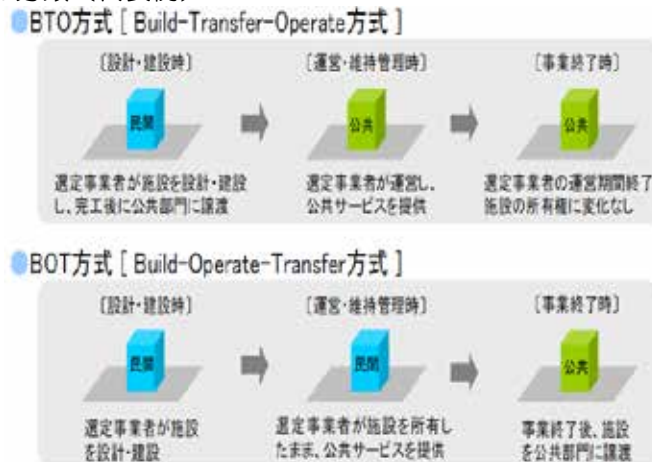 BTO方式 [ Build-Transfer-Operate方式 ]
〔設計・建設時〕 〔運営・維持管理時〕 〔事業終了時〕
民間 公共 公共
選定事業者が施設を設計・建設 選定事業者が運営し、 選定事業者の運営期間終了
し、完工後に公共部門に譲渡 公共サービスを提供 施設の所有権に変化なし
BOT方式 [ Build-Operate-Transfer方式 ]
〔設計・建設時〕 〔運営・維持管理時〕 〔事業終了時〕
民間 民間 公共
選定事業者が施設 選定事業者が施設を所有し 事業終了後、施設
を設計・建設 たまま、公共サービスを提供 を公共部門に譲渡